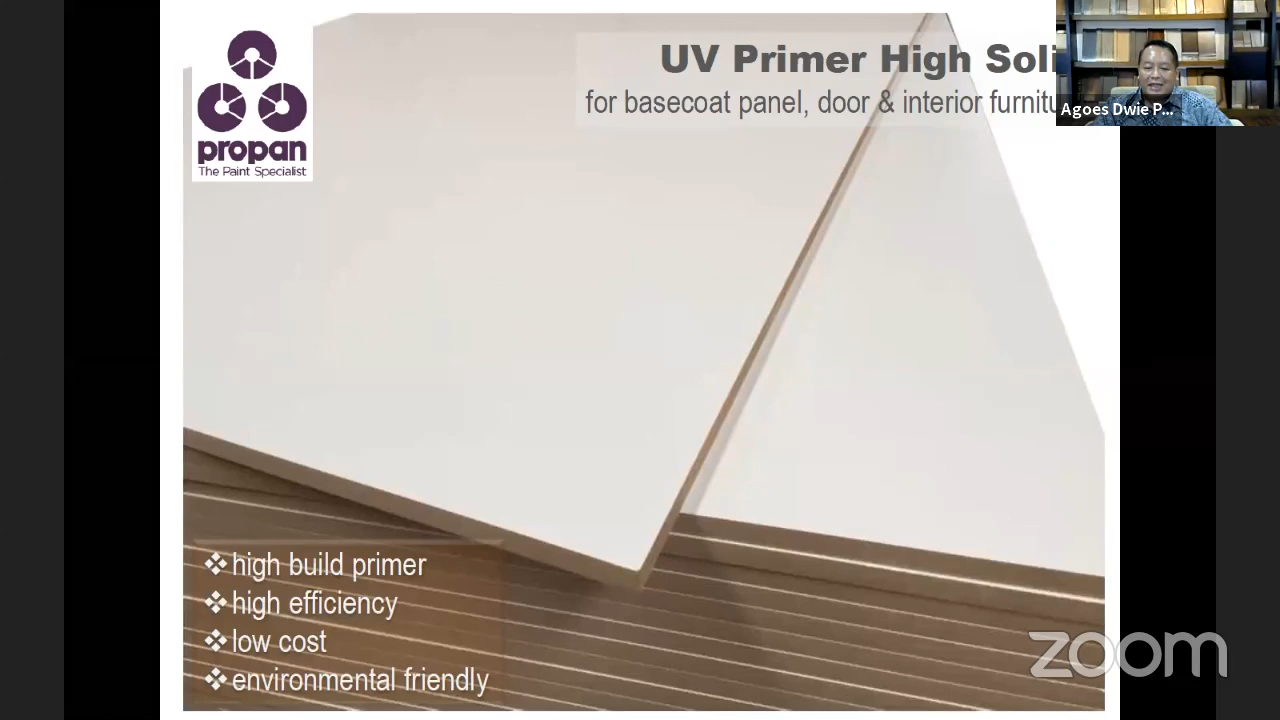 propan
The Paint Specialist
UV Primer High Soli
for basecoat panel, door & interior furnitu
Agoes Dwie P...
❖ high build primer
❖ high efficiency
❖ low cost
❖ environmental friendly
zoom